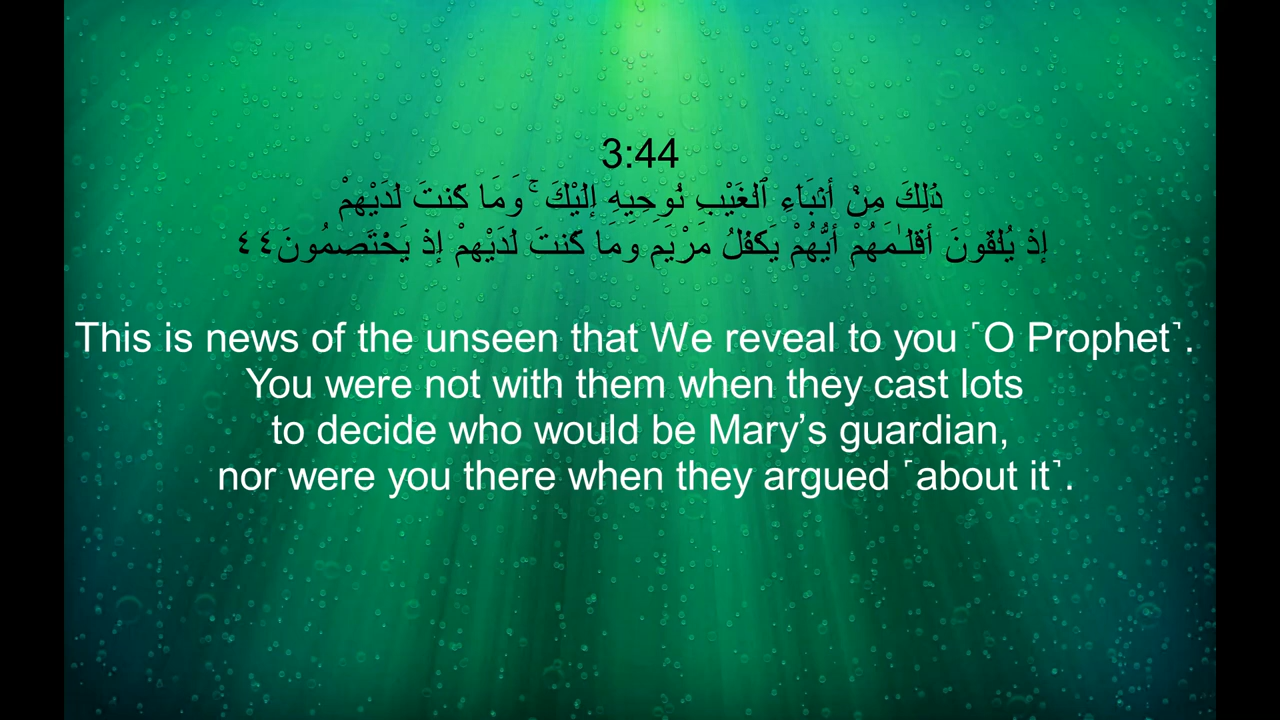 3:44
ذَٰلِكَ مِنْ أَنۢبَآءِ ٱلْغَيْبِ نُوحِيهِ إِلَيْكَ ۚ وَمَا كُنتَ لَدَيْهِمْ
إِذْ يُلْقُونَ أَقْلَـٰمَهُمْ أَيُّهُمْ يَكْفُلُ مَرْيَمَ وَمَا كُنتَ لَدَيْهِمْ إِذْ يَخْتَصِمُونَ٤٤
This is news of the unseen that We reveal to you ˹O Prophet˺.
You were not with them when they cast lots
to decide who would be Mary’s guardian,
nor were you there when they argued ˹about it˺.